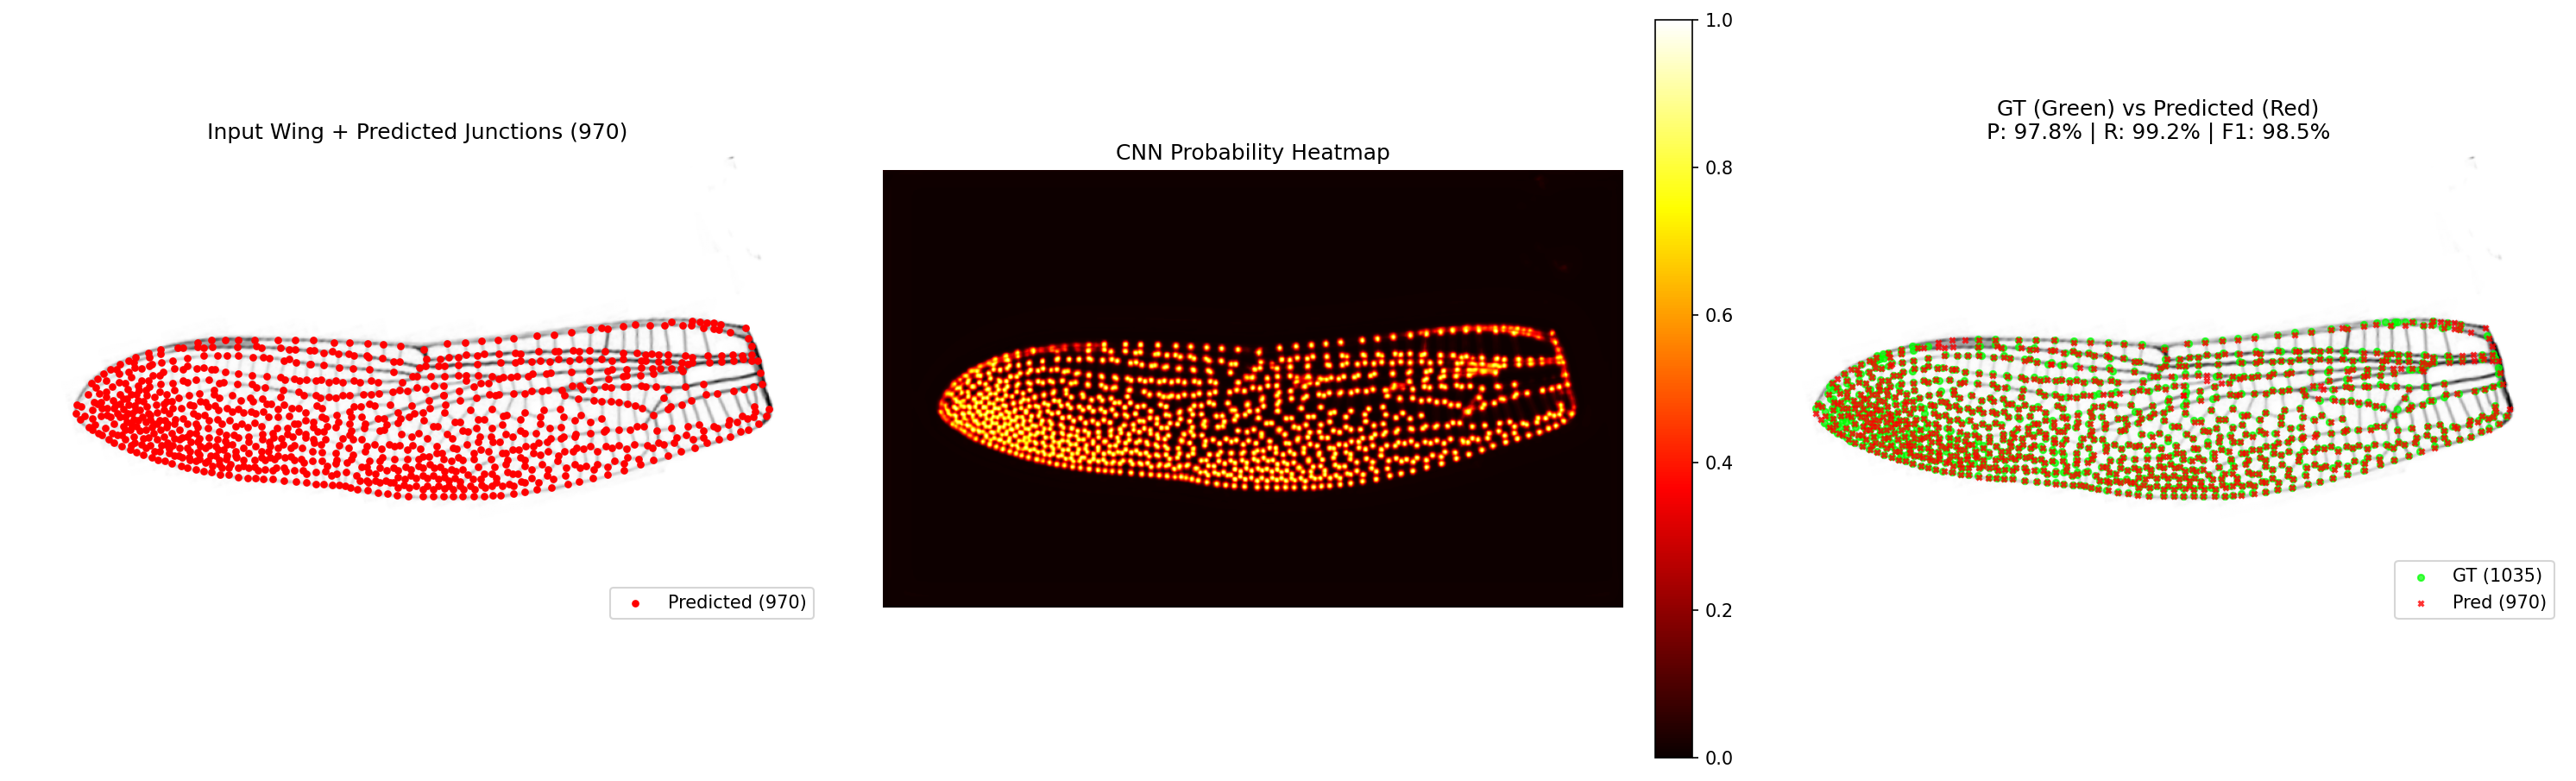 Input Wing + Predicted Junctions (970)
Predicted (970)
CNN Probability Heatmap
1.0
0.8
0.6
0.4
0.2
0.0
GT (Green) vs Predicted (Red)
P: 97.8% | R: 99.2% | F1: 98.5%
GT (1035)
Pred (970)